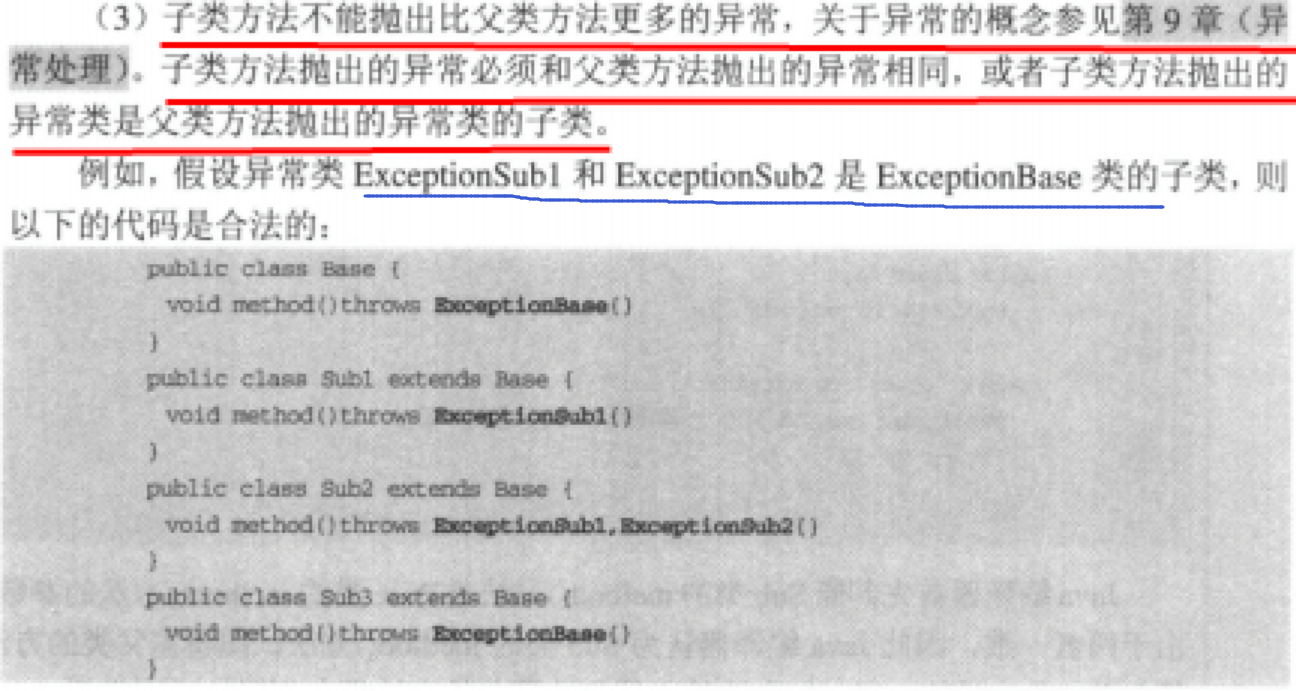 （3）子类方法不能抛出比父类方法更多的异常，关于异常的概念参见第9章（异
常处理）。子类方法抛出的异常必须和父类方法抛出的异常相同，或者子类方法抛出的
异常类是父类方法抛出的异常类的子类。
例如，假设异常类 ExceptionSub1 和 ExceptionSub2 是 ExceptionBase 类的子类，则
以下的代码是合法的：
public class Base {
void method()throws ExceptionBase{}
}
public class Sub1 extends Base {
void method()throws ExceptionSub1{}
}
public class Sub2 extends Base {
void method()throws ExceptionSub1,ExceptionSub2{}
}
public class Sub3 extends Base {
void method()throws ExceptionBase{}
}